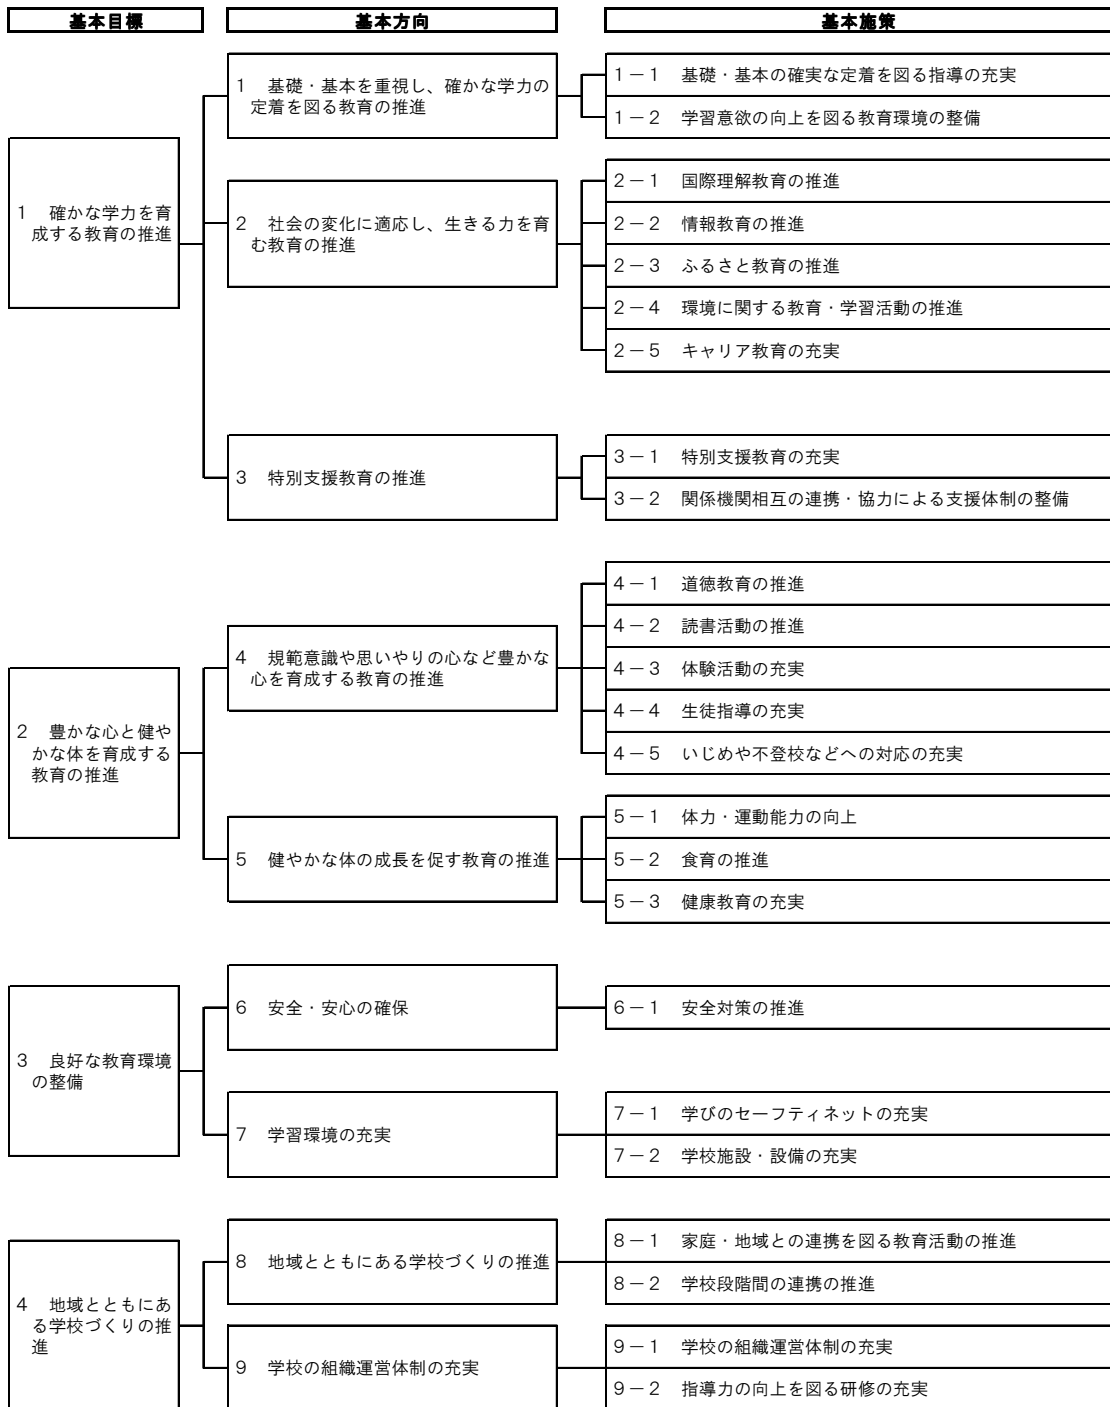 基本目標
基本方向
基本施策
1　確かな学力を育
成する教育の推進
1　基礎・基本を重視し、確かな学力の
定着を図る教育の推進
1－1　基礎・基本の確実な定着を図る指導の充実
1－2　学習意欲の向上を図る教育環境の整備
2　社会の変化に適応し、生きる力を育
む教育の推進
2－1　国際理解教育の推進
2－2　情報教育の推進
2－3　ふるさと教育の推進
2－4　環境に関する教育・学習活動の推進
2－5　キャリア教育の充実
3　特別支援教育の推進
3－1　特別支援教育の充実
3－2　関係機関相互の連携・協力による支援体制の整備
2　豊かな心と健や
かな体を育成する
教育の推進
4　規範意識や思いやりの心など豊かな
心を育成する教育の推進
4－1　道徳教育の推進
4－2　読書活動の推進
4－3　体験活動の充実
4－4　生徒指導の充実
4－5　いじめや不登校などへの対応の充実
5　健やかな体の成長を促す教育の推進
5－1　体力・運動能力の向上
5－2　食育の推進
5－3　健康教育の充実
3　良好な教育環境
の整備
6　安全・安心の確保
6－1　安全対策の推進
7　学習環境の充実
7－1　学びのセーフティネットの充実
7－2　学校施設・設備の充実
4　地域とともにあ
る学校づくりの推
進
8　地域とともにある学校づくりの推進
8－1　家庭・地域との連携を図る教育活動の推進
8－2　学校段階間の連携の推進
9　学校の組織運営体制の充実
9－1　学校の組織運営体制の充実
9－2　指導力の向上を図る研修の充実